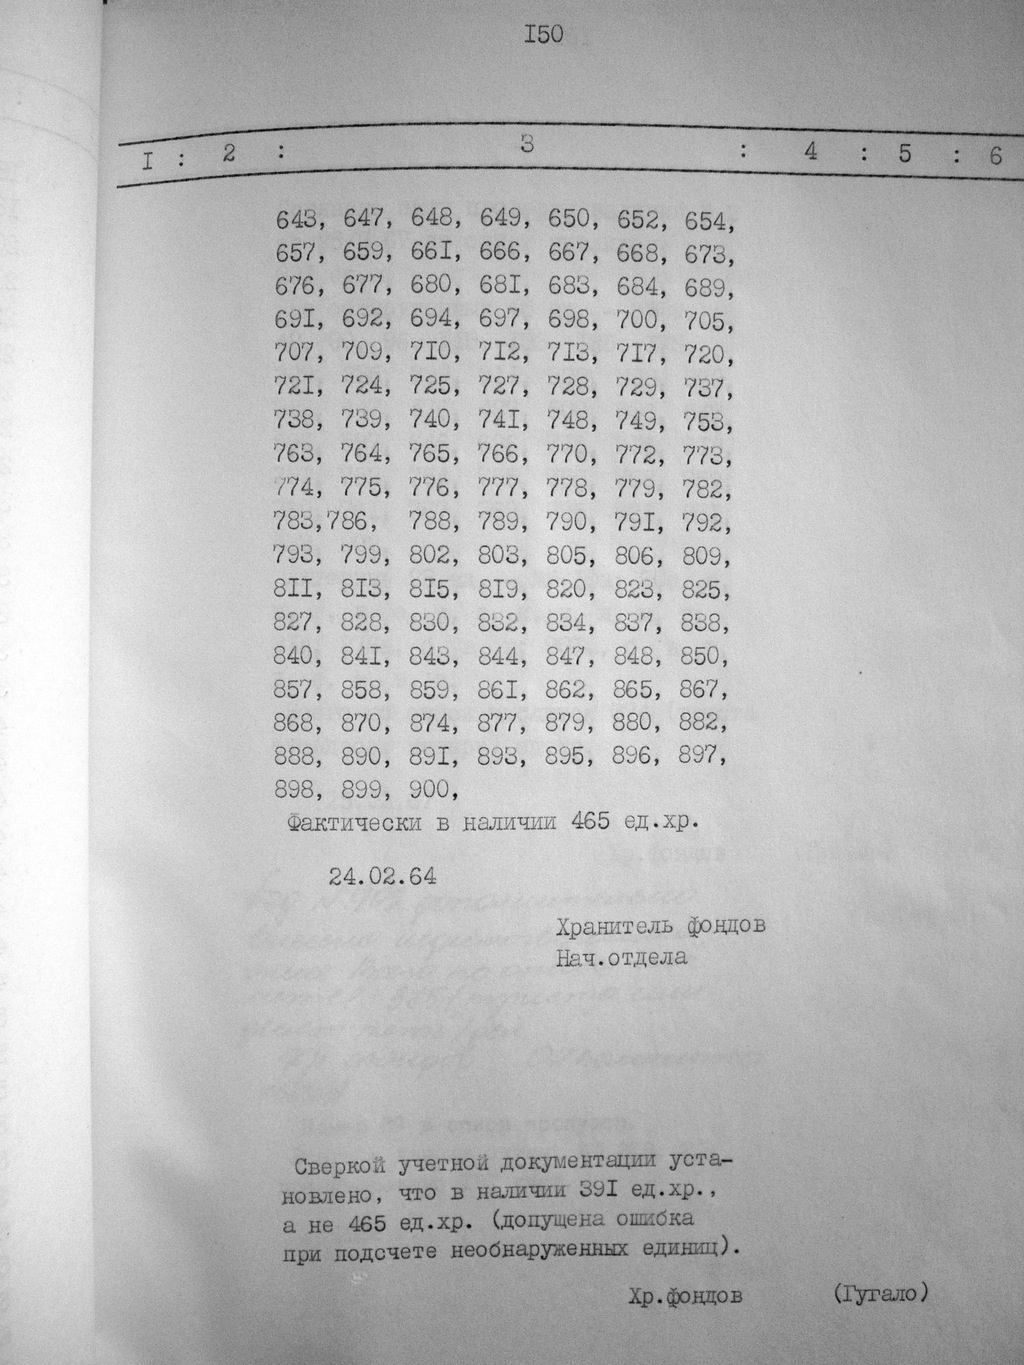 I50
I : 2 : 3 : 4 : 5 : 6
643, 647, 648, 649, 650, 652, 654,
657, 659, 66I, 666, 667, 668, 673,
676, 677, 680, 68I, 683, 684, 689,
69I, 692, 694, 697, 698, 700, 705,
707, 709, 7I0, 7I2, 7I3, 7I7, 720,
72I, 724, 725, 727, 728, 729, 737,
738, 739, 740, 74I, 748, 749, 753,
763, 764, 765, 766, 770, 772, 773,
774, 775, 776, 777, 778, 779, 782,
783,786, 788, 789, 790, 79I, 792,
793, 799, 802, 803, 805, 806, 809,
8II, 8I3, 8I5, 8I9, 820, 823, 825,
827, 828, 830, 832, 834, 837, 838,
840, 84I, 843, 844, 847, 848, 850,
857, 858, 859, 86I, 862, 865, 867,
868, 870, 874, 877, 879, 880, 882,
888, 890, 89I, 893, 895, 896, 897,
898, 899, 900,
Фактически в наличии 465 ед.хр.
24.02.64
Хранитель фондов
Нач.отдела
Сверкой учетной документации уста-
новлено, что в наличии 39I ед.хр.,
а не 465 ед.хр. (допущена ошибка
при подсчете необнаруженных единиц).
Хр.фондов (Гугало)